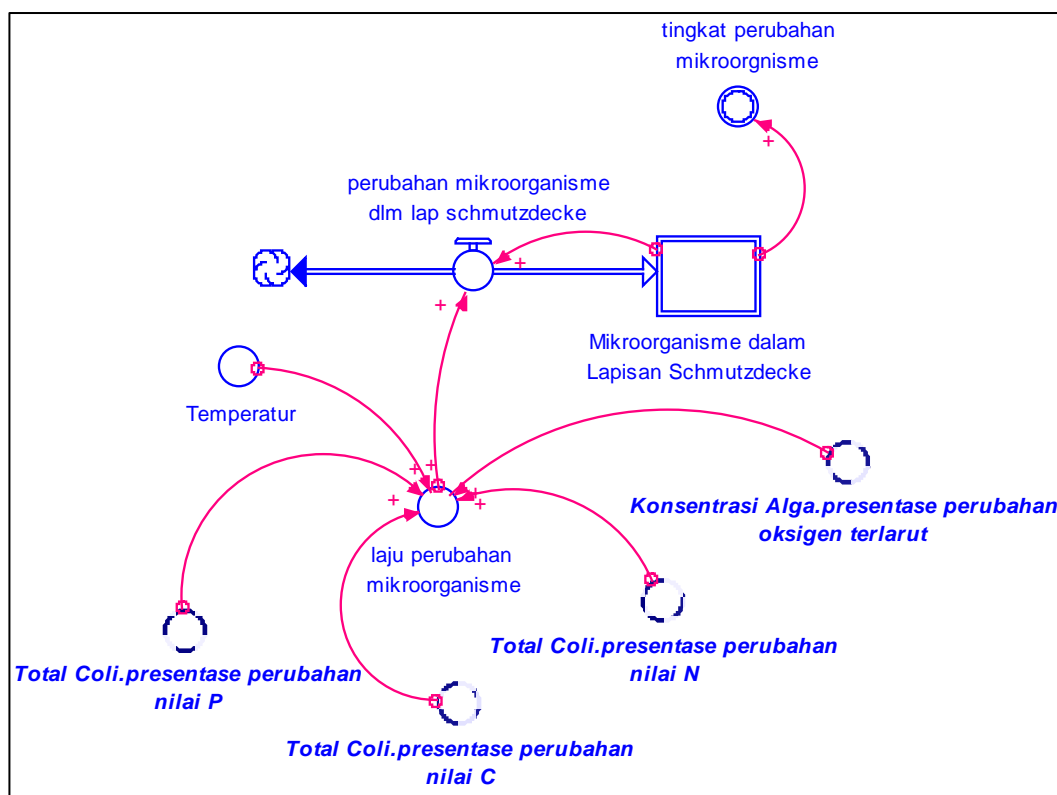 tingkat perubahan
mikroorgnisme
+
perubahan mikroorganisme
dlm lap schmutzdecke
+
+
Mikroorganisme dalam
Lapisan Schmutzdecke
Temperatur
+
+
+
+
+
Konsentrasi Alga.presentase perubahan
oksigen terlarut
laju perubahan
mikroorganisme
Total Coli.presentase perubahan
nilai N
Total Coli.presentase perubahan
nilai P
Total Coli.presentase perubahan
nilai C